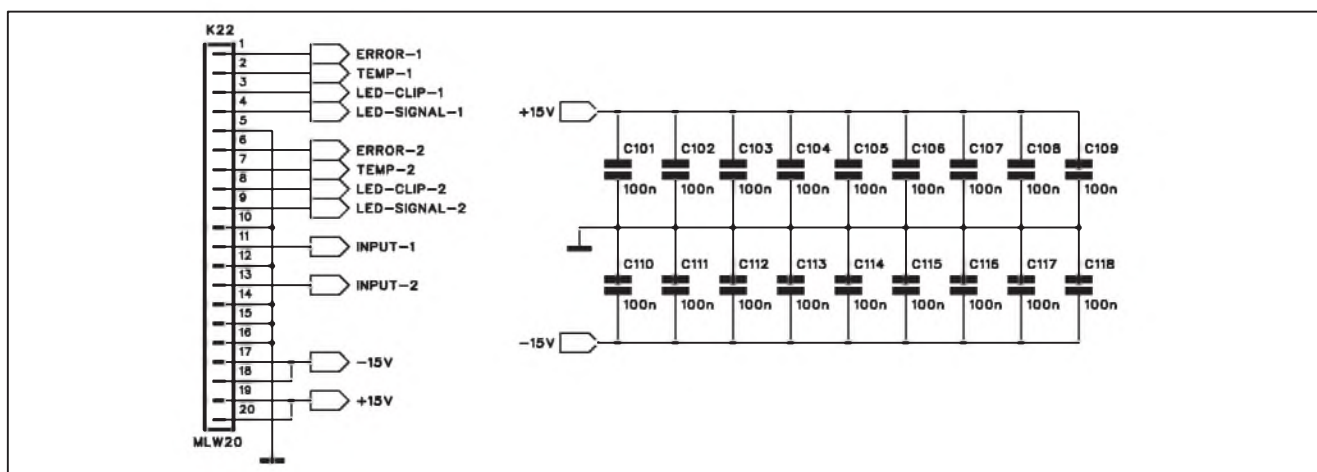 K22
1
ERROR-1
2
TEMP-1
3
LED-CLIP-1
4
LED-SIGNAL-1
5
6
ERROR-2
7
TEMP-2
8
LED-CLIP-2
9
LED-SIGNAL-2
10
11
INPUT-1
12
13
INPUT-2
14
15
16
17
-15V
18
19
+15V
20
MLW20
+15V
C101 C102 C103 C104 C105 C106 C107 C108 C109
100n 100n 100n 100n 100n 100n 100n 100n 100n
C110 C111 C112 C113 C114 C115 C116 C117 C118
100n 100n 100n 100n 100n 100n 100n 100n 100n
-15V